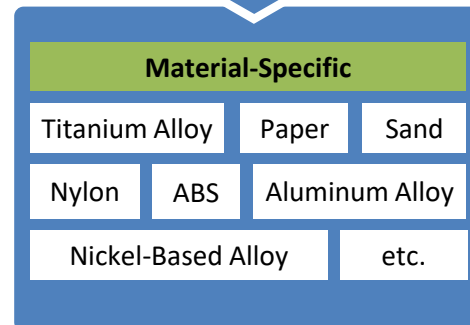 Material-Specific
Titanium Alloy Paper Sand
Nylon ABS Aluminum Alloy
Nickel-Based Alloy etc.